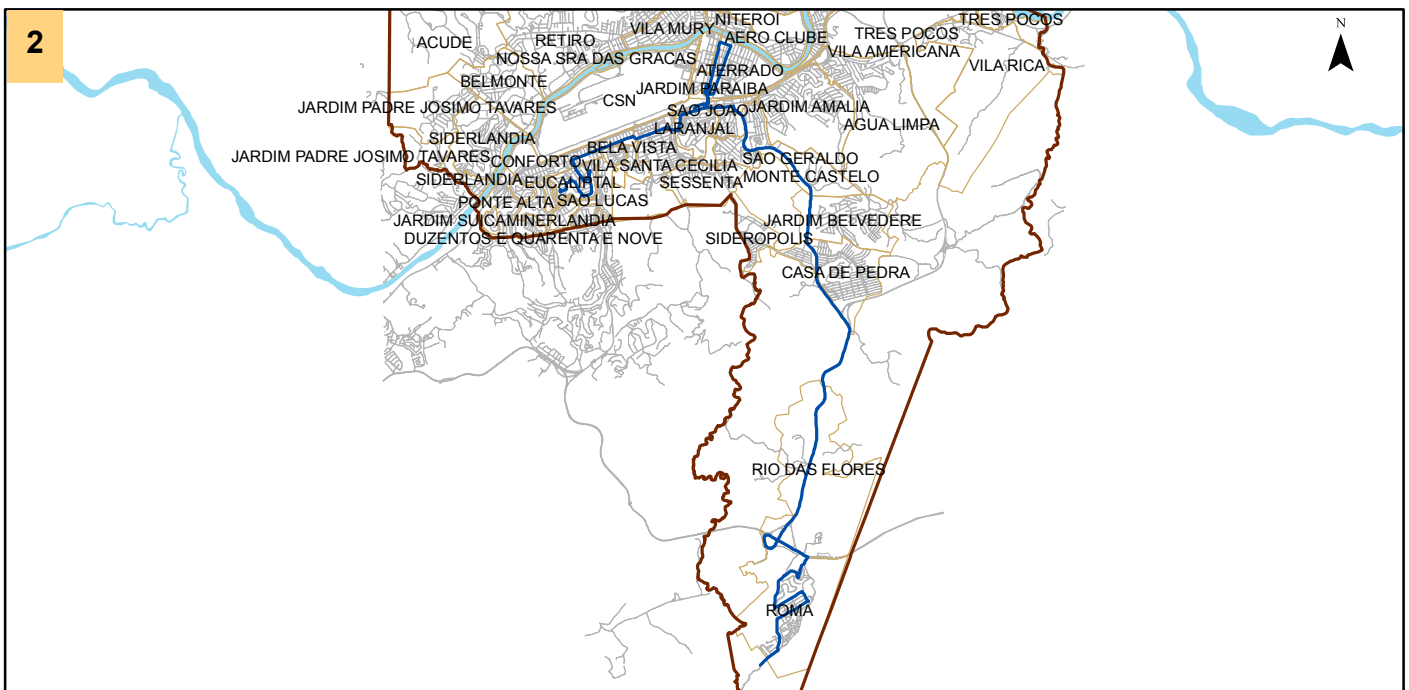 2
N
NITEROI
TRES POCOS
VILA MURY
AERO CLUBE
TRES POCOS
ACUDE
RETIRO
VILA AMERICANA
NOSSA SRA DAS GRACAS
VILA RICA
ATERRADO
BELMONTE
JARDIM PARAIBA
CSN
JARDIM PADRE JOSIMO TAVARES
SAO JOAO
JARDIM AMALIA
LARANJAL
AGUA LIMPA
SIDERLANDIA
BELA VISTA
JARDIM PADRE JOSIMO TAVARES
CONFORTO
VILA SANTA CECILIA
SAO GERALDO
SIDERLANDIA
EUCALIPTAL
SESSENTA
MONTE CASTELO
PONTE ALTA
SAO LUCAS
JARDIM SUICA
MINERLANDIA
JARDIM BELVEDERE
DUZENTOS E QUARENTA E NOVE
SIDEROPOLIS
CASA DE PEDRA
RIO DAS FLORES
ROMA